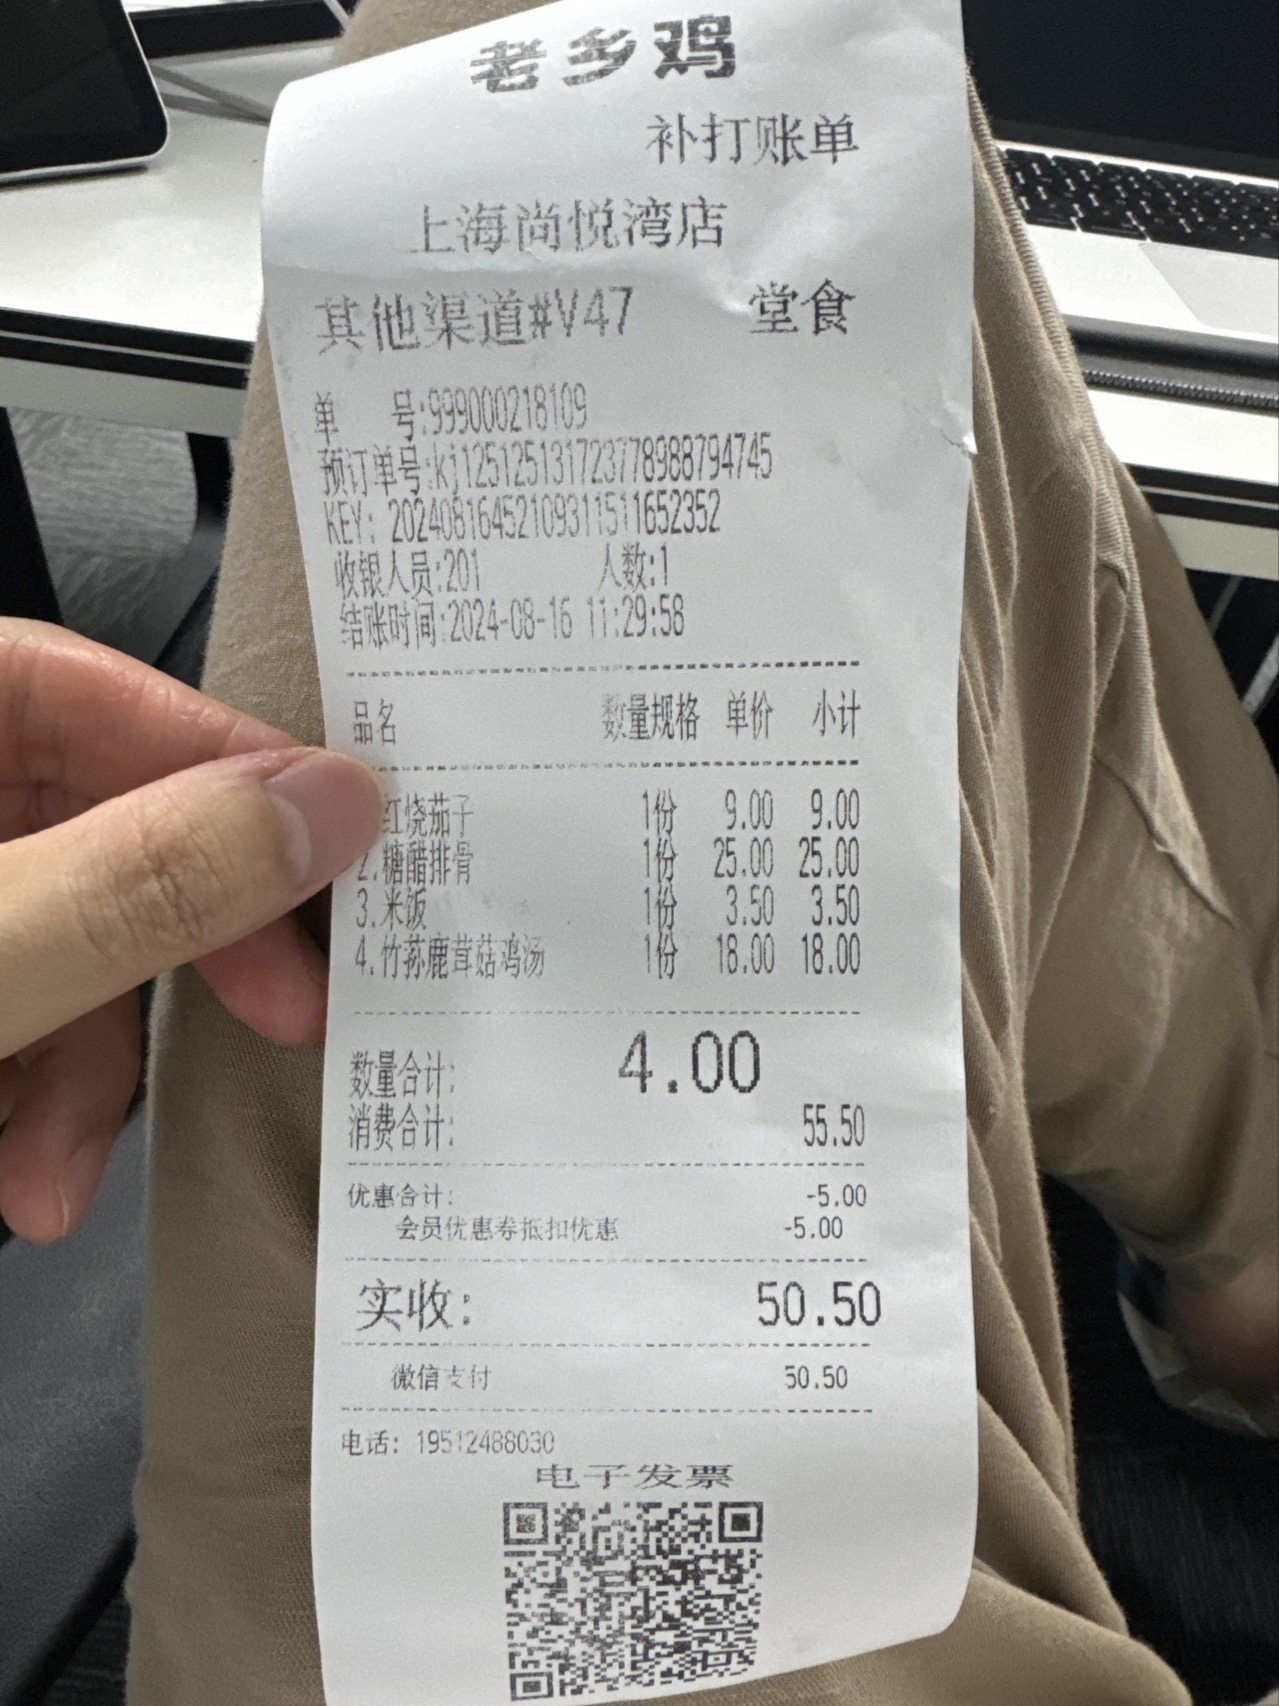 老乡鸡
补打账单
上海尚悦湾店
其他渠道#V47 堂食
单 号:999000218109
预订单号:kj1251251317237789887​94745
KEY: 20240816452109311511652352
收银人员:201 人数:1
结账时间:2024-08-16 11:29:58
品名 数量规格 单价 小计
红烧茄子 1份 9.00 9.00
2.糖醋排骨 1份 25.00 25.00
3.米饭 1份 3.50 3.50
4.竹荪鹿茸菇鸡汤 1份 18.00 18.00
数量合计: 4.00
消费合计: 55.50
优惠合计: -5.00
会员优惠券抵扣优惠 -5.00
实收: 50.50
微信支付 50.50
电话: 19512488030
电子发票